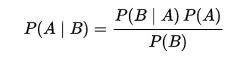 P(A | B) = P(B | A) P(A) / P(B)